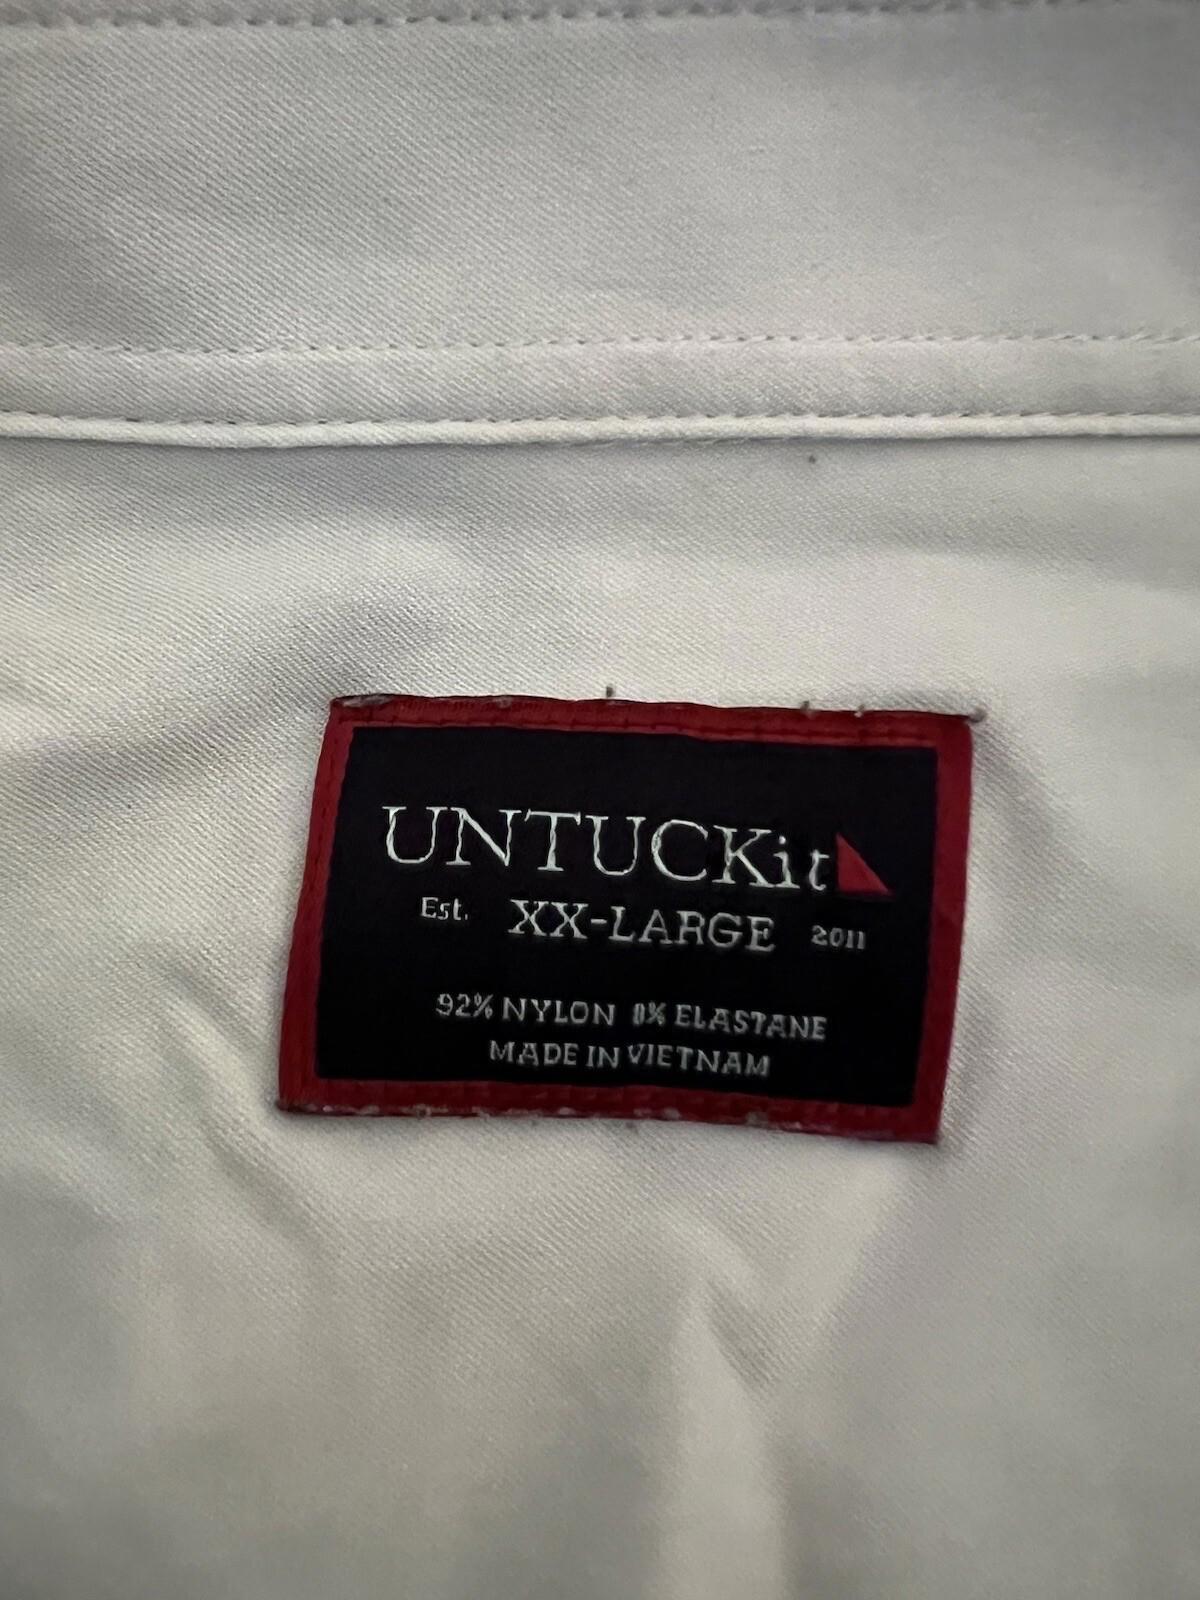 UNTUCKit
Est. XX-LARGE 2011
92% NYLON 8% ELASTANE
MADE IN VIETNAM